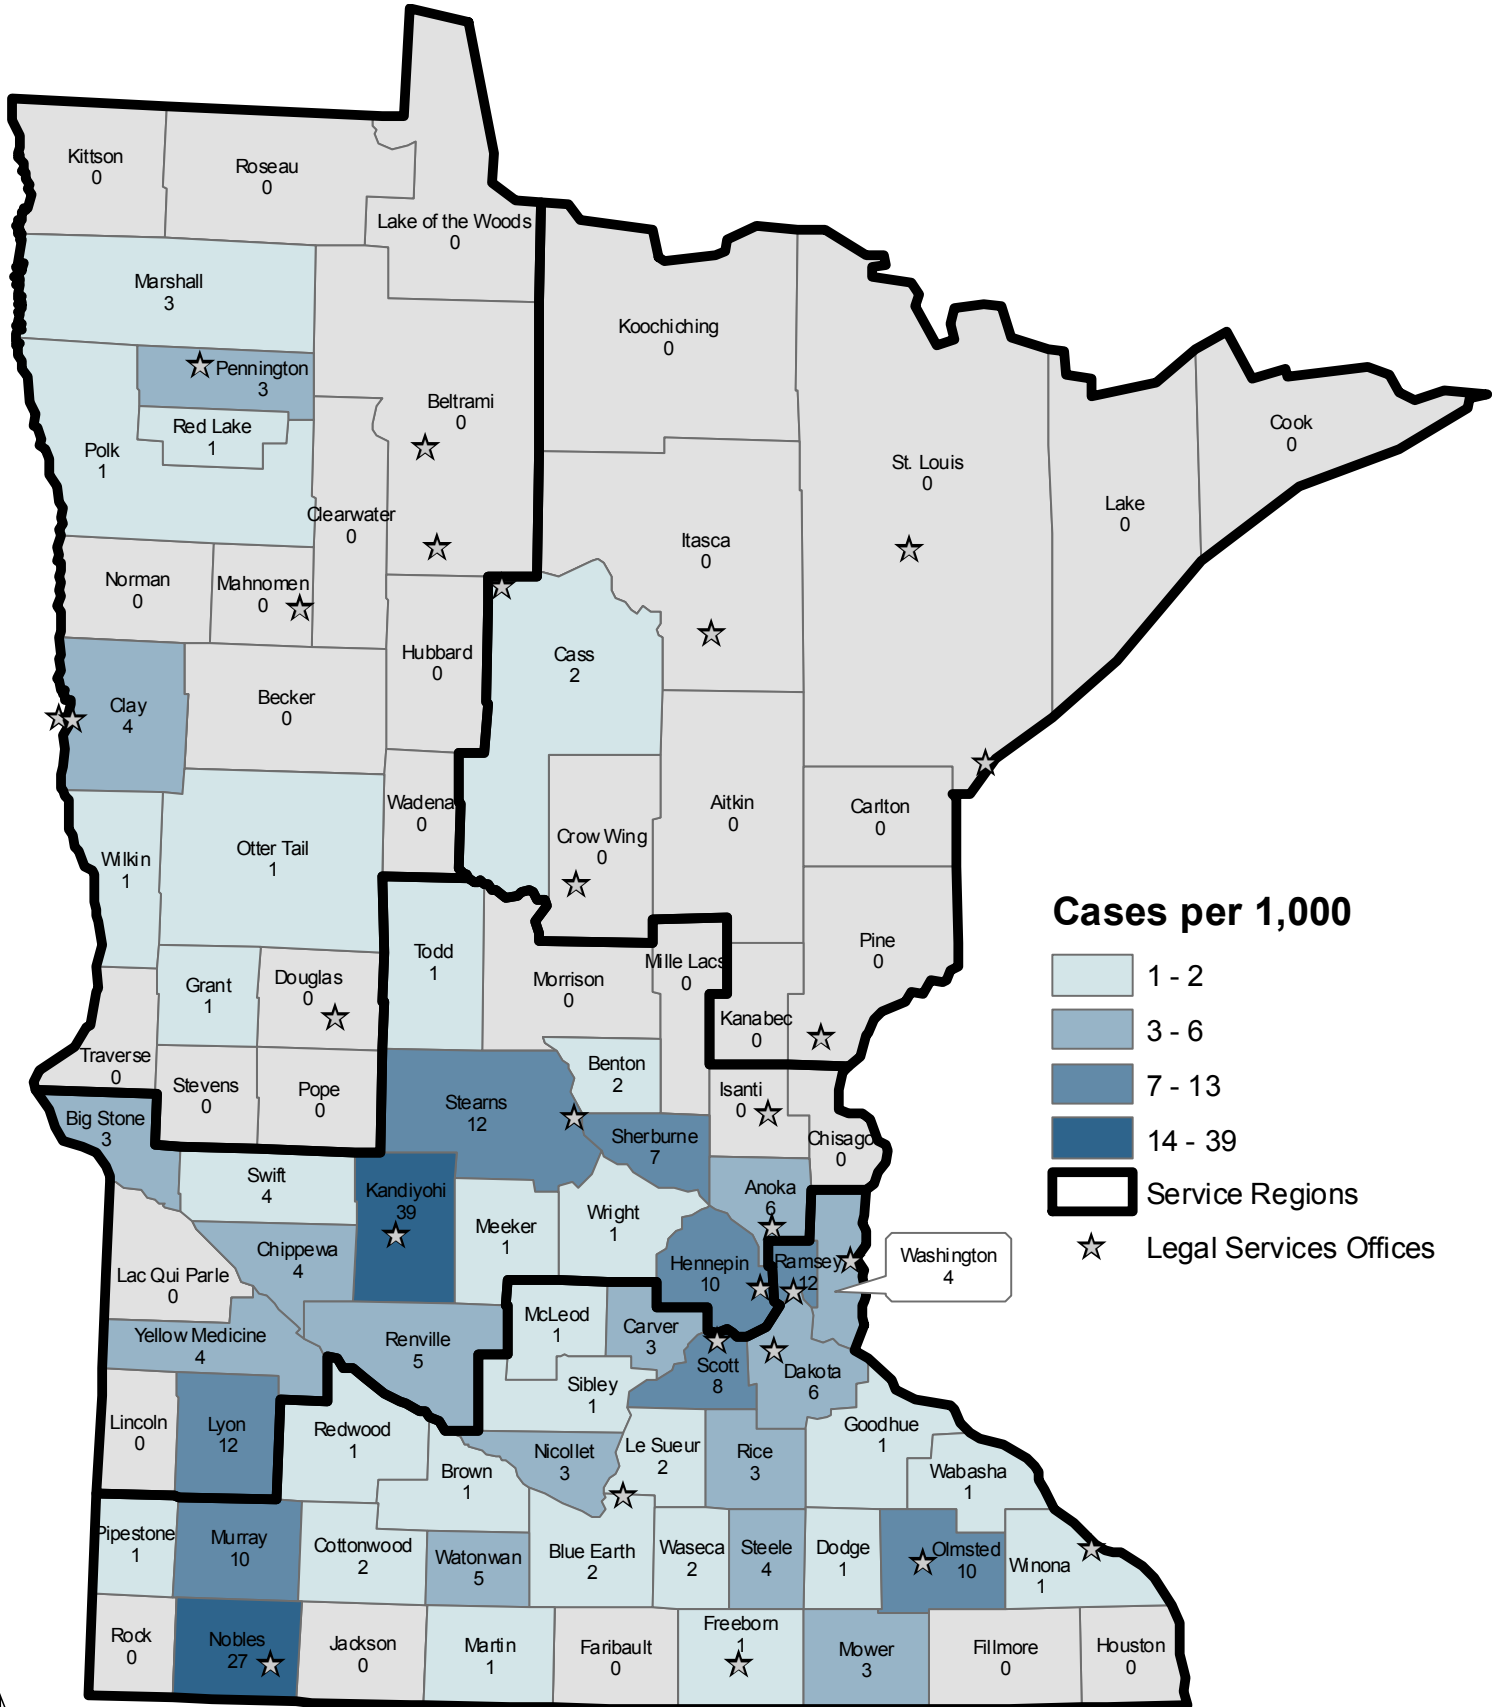 Kittson
0
Roseau
0
Lake of the Woods
0
Marshall
3
Pennington
3
Koochiching
0
Beltrami
0
Red Lake
1
Polk
1
Cook
0
St. Louis
0
Lake
0
Clearwater
0
Itasca
0
Norman
0
Mahnomen
0
Hubbard
0
Cass
2
Clay
4
Becker
0
Wadena
0
Aitkin
0
Carlton
0
Crow Wing
0
Otter Tail
1
Wilkin
1
Todd
1
Pine
0
Mille Lacs
0
Morrison
0
Douglas
0
Grant
1
Kanabec
0
Traverse
0
Stevens
0
Pope
0
Benton
2
Isanti
0
Stearns
12
Big Stone
3
Sherburne
7
Chisago
0
Swift
4
Kandiyohi
39
Anoka
6
Wright
1
Meeker
1
Chippewa
4
Hennepin
10
Ramsey
12
Washington
4
Lac Qui Parle
0
McLeod
1
Carver
3
Yellow Medicine
4
Renville
5
Scott
8
Dakota
6
Sibley
1
Lincoln
0
Lyon
12
Redwood
1
Goodhue
1
Le Sueur
2
Nicollet
3
Rice
3
Brown
1
Wabasha
1
Pipestone
1
Murray
10
Cottonwood
2
Watonwan
5
Blue Earth
2
Waseca
2
Steele
4
Dodge
1
Olmsted
10
Winona
1
Rock
0
Nobles
27
Jackson
0
Martin
1
Faribault
0
Freeborn
1
Mower
3
Fillmore
0
Houston
0
Cases per 1,000
1 - 2
3 - 6
7 - 13
14 - 39
Service Regions
Legal Services Offices